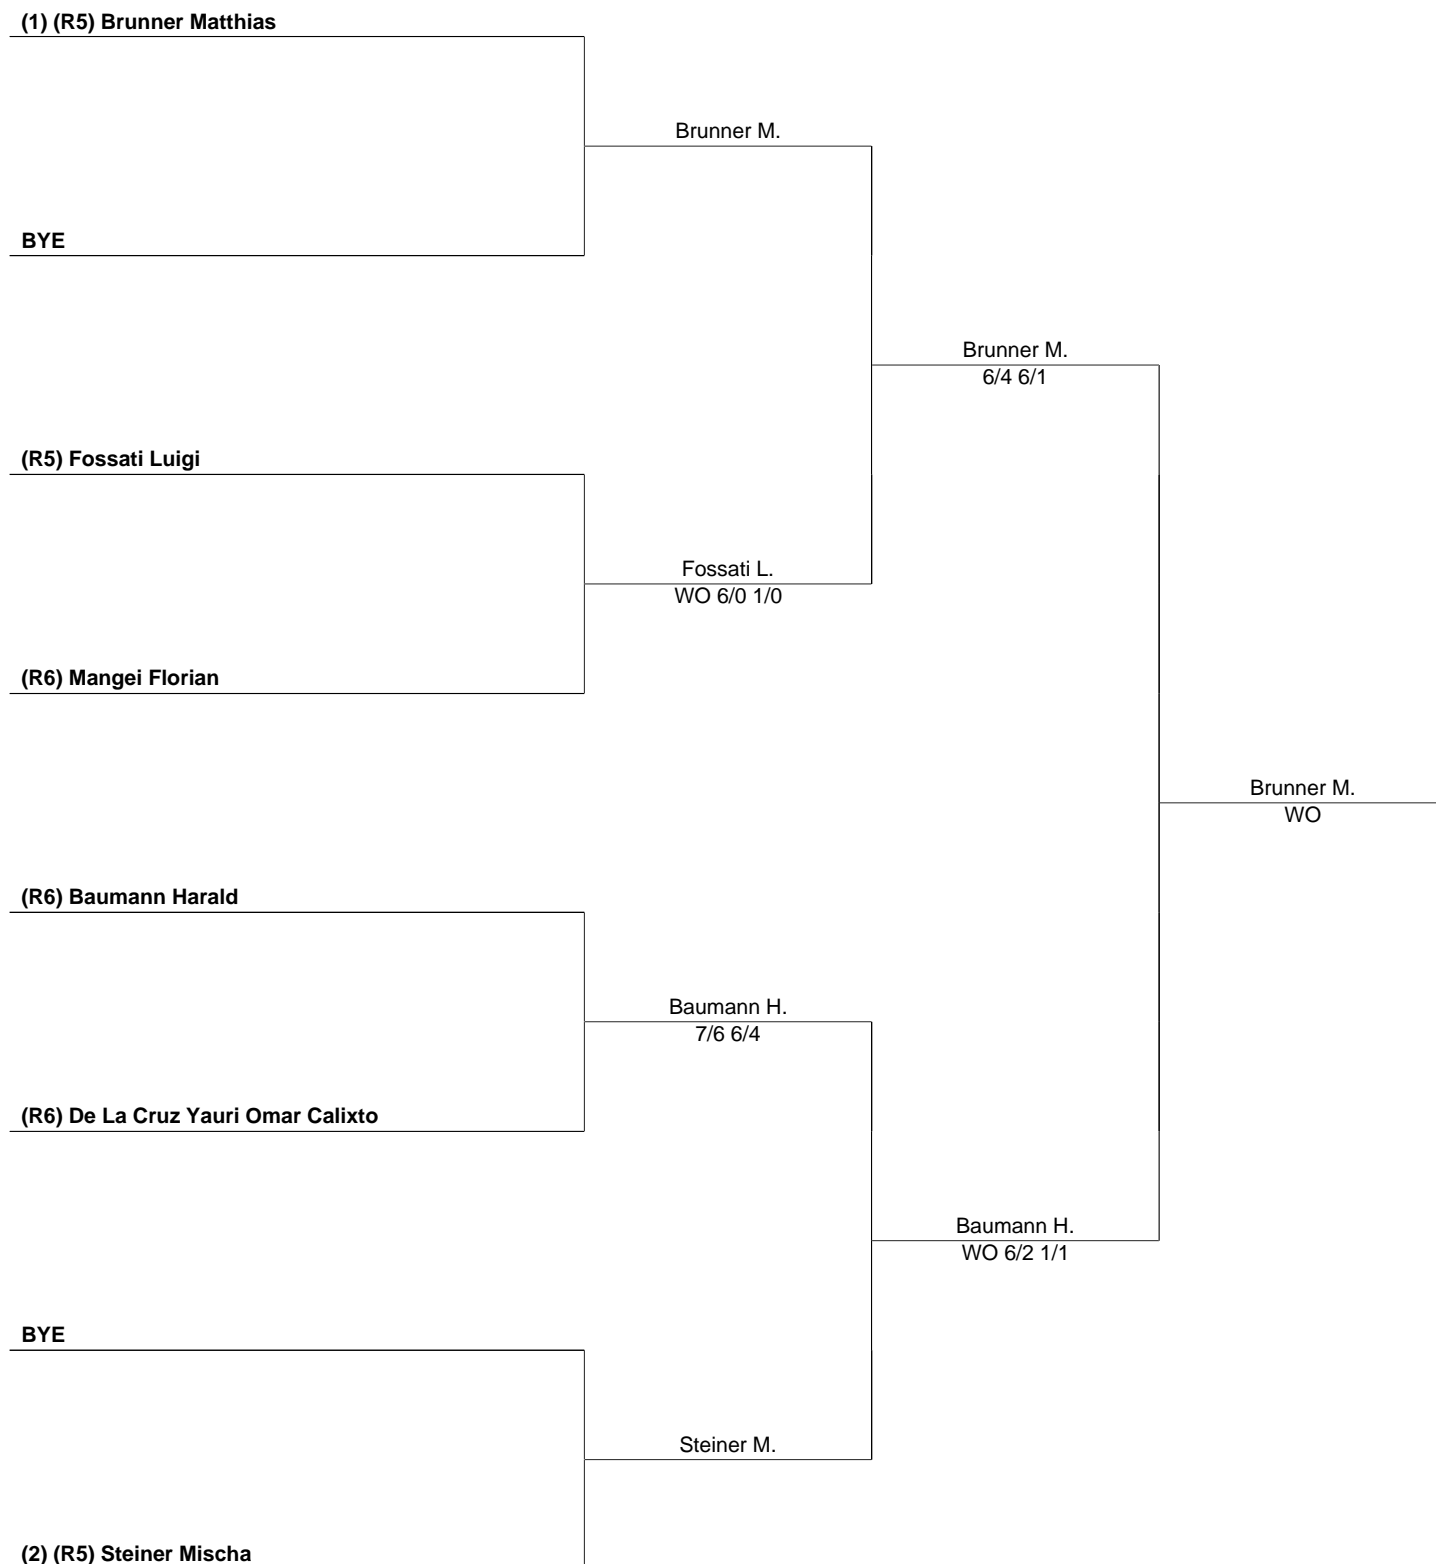 (1) (R5) Brunner Matthias
Brunner M.
BYE
Brunner M.
6/4 6/1
(R5) Fossati Luigi
Fossati L.
WO 6/0 1/0
(R6) Mangei Florian
Brunner M.
WO
(R6) Baumann Harald
Baumann H.
7/6 6/4
(R6) De La Cruz Yauri Omar Calixto
Baumann H.
WO 6/2 1/1
BYE
Steiner M.
(2) (R5) Steiner Mischa